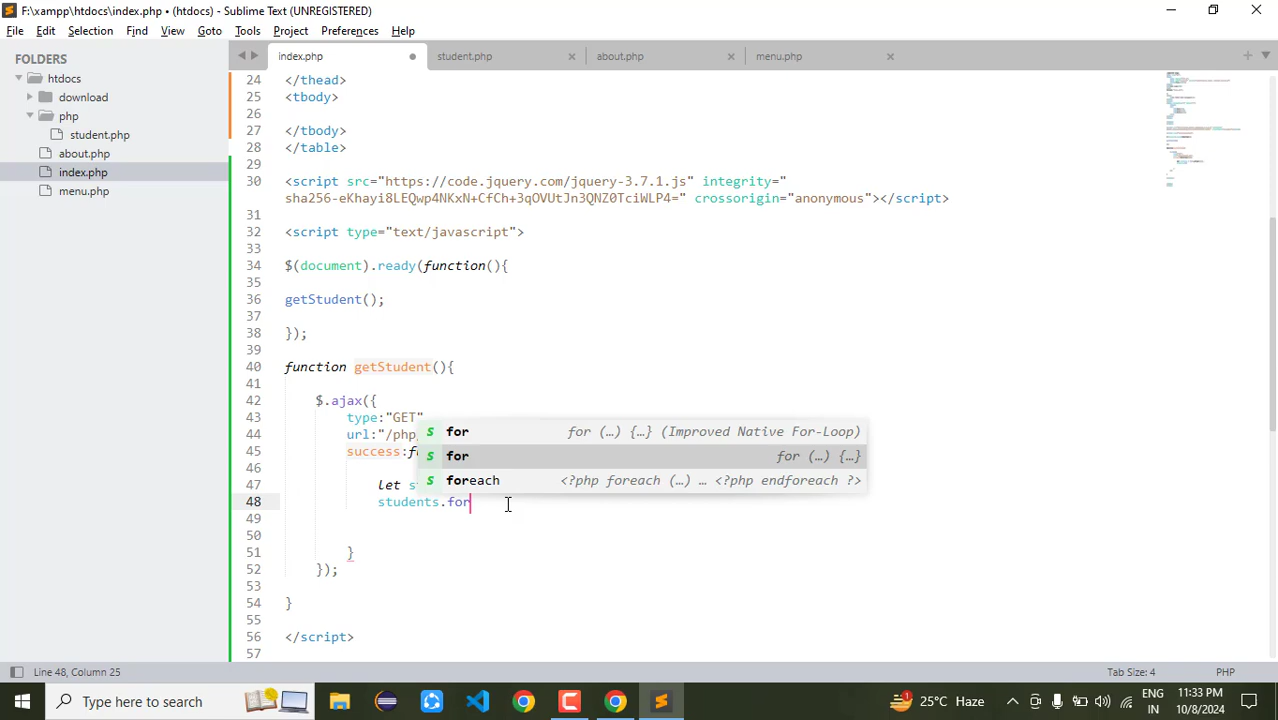 F:\xampp\htdocs\index.php • (htdocs) - Sublime Text (UNREGISTERED)
File Edit Selection Find View Goto Tools Project Preferences Help
FOLDERS
htdocs
download
php
student.php
about.php
index.php
menu.php
index.php student.php about.php menu.php
24 </thead>
25 <tbody>
26
27 </tbody>
28 </table>
29
30 <script src="https://code.jquery.com/jquery-3.7.1.js" integrity="
sha256-eKhayi8LEQwp4NKxN+CfCh+3qOVUtJn3QNZ0TciWLP4=" crossorigin="anonymous"></script>
31
32 <script type="text/javascript">
33
34 $(document).ready(function(){
35
36 getStudent();
37
38 });
39
40 function getStudent(){
41
42 $.ajax({
43 type:"GET"
44 url:"/php
45 success:f
46
47 let s
48 students.for
49
50
51 }
52 });
53
54 }
55
56 </script>
57
S for for (…) {…} (Improved Native For-Loop)
S for for (…) {…}
S foreach <?php foreach (…) … <?php endforeach ?>
Line 48, Column 25 Tab Size: 4 PHP
Type here to search
25°C Haze
ENG
IN
11:33 PM
10/8/2024